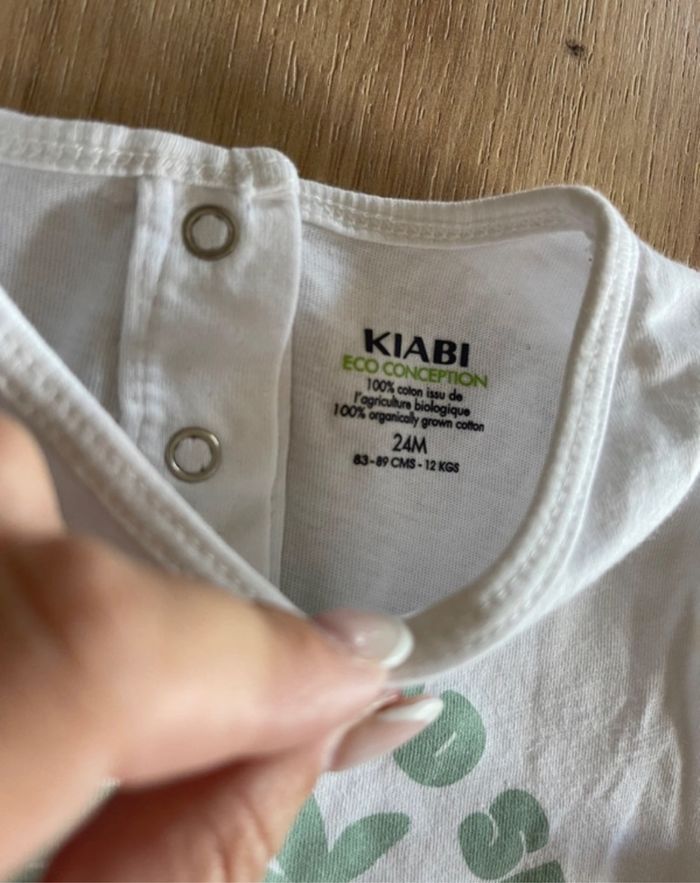 KIABI
ECO CONCEPTION
100% coton issu de
l'agriculture biologique
100% organically grown cotton
24M
83-89 CMS - 12 KGS